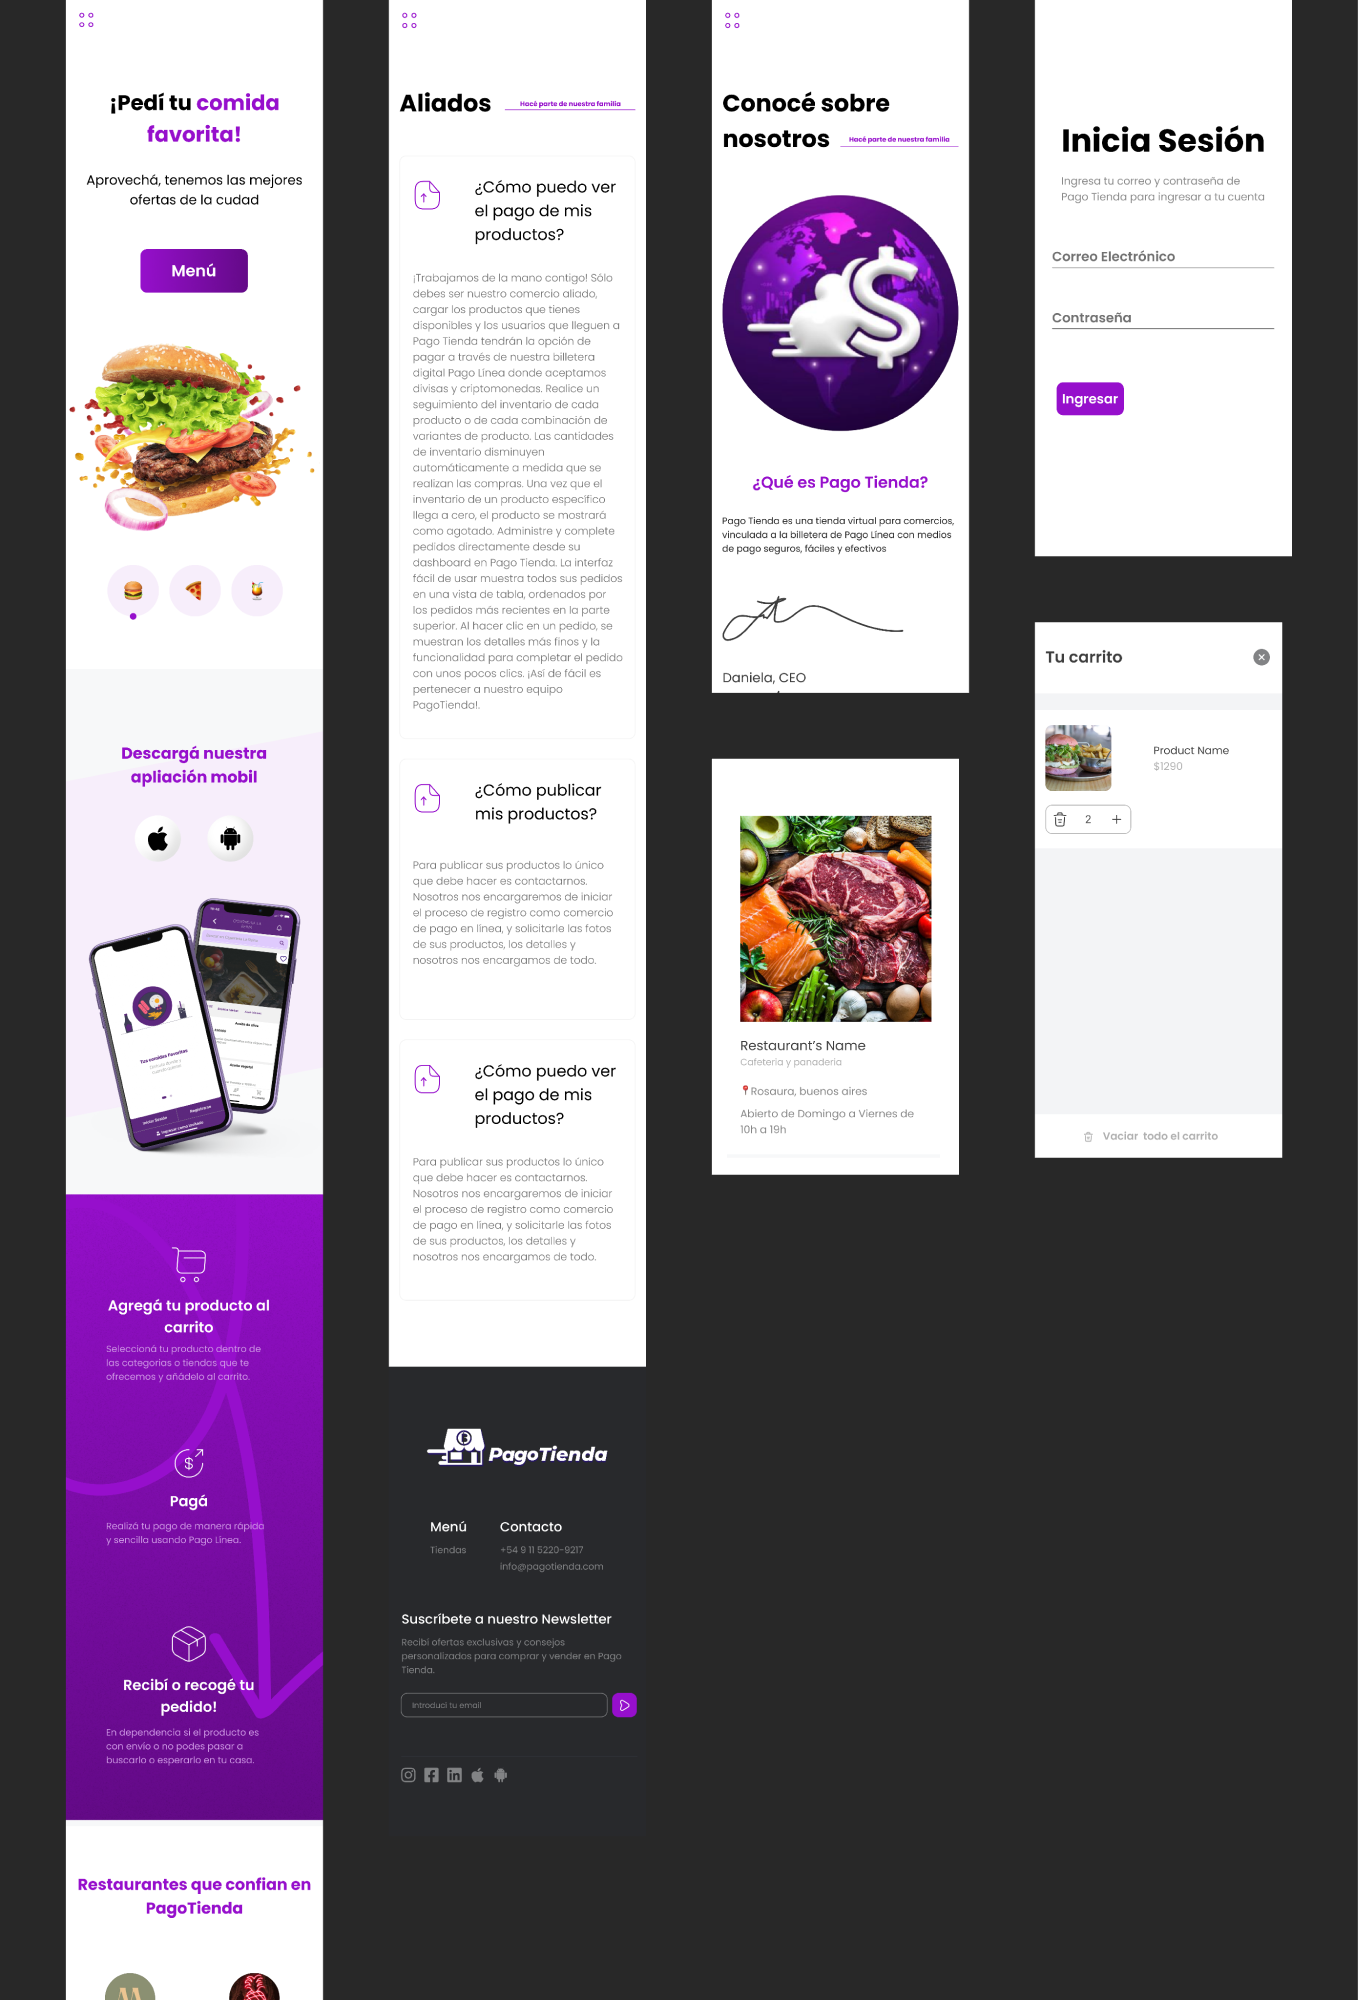 ¡Pedí tu comida
favorita!
Aprovechá, tenemos las mejores
ofertas de la cudad
Menú
Descargá nuestra
apliación mobil
Tus comidas Favoritas
Iniciar Sesión
Registrarse
Ingresar como invitado
Aceite de oliva
Aceite vegetal
Agregá tu producto al
carrito
Seleccioná tu producto dentro de
las categorias o tiendas que te
ofrecemos y añádelo al carrito.
Pagá
Realizá tu pago de manera rápida
y sencilla usando Pago Línea.
Recibí o recogé tu
pedido!
En dependencia si el producto es
con envío o no podes pasar a
buscarlo o esperarlo en tu casa.
Restaurantes que confian en
PagoTienda
Aliados
Hacé parte de nuestra familia
¿Cómo puedo ver
el pago de mis
productos?
¡Trabajamos de la mano contigo! Sólo
debes ser nuestro comercio aliado,
cargar los productos que tienes
disponibles y los usuarios que lleguen a
Pago Tienda tendrán la opción de
pagar a través de nuestra billetera
digital Pago Línea donde aceptamos
divisas y criptomonedas. Realice un
seguimiento del inventario de cada
producto o de cada combinación de
variantes de producto. Las cantidades
de inventario disminuyen
automáticamente a medida que se
realizan las compras. Una vez que el
inventario de un producto específico
llega a cero, el producto se mostrará
como agotado. Administre y complete
pedidos directamente desde su
dashboard en Pago Tienda. La interfaz
fácil de usar muestra todos sus pedidos
en una vista de tabla, ordenados por
los pedidos más recientes en la parte
superior. Al hacer clic en un pedido, se
muestran los detalles más finos y la
funcionalidad para completar el pedido
con unos pocos clics. ¡Así de fácil es
pertenecer a nuestro equipo
PagoTienda!.
¿Cómo publicar
mis productos?
Para publicar sus productos lo único
que debe hacer es contactarnos.
Nosotros nos encargaremos de iniciar
el proceso de registro como comercio
de pago en línea, y solicitarle las fotos
de sus productos, los detalles y
nosotros nos encargamos de todo.
¿Cómo puedo ver
el pago de mis
productos?
Para publicar sus productos lo único
que debe hacer es contactarnos.
Nosotros nos encargaremos de iniciar
el proceso de registro como comercio
de pago en línea, y solicitarle las fotos
de sus productos, los detalles y
nosotros nos encargamos de todo.
PagoTienda
Menú
Tiendas
Contacto
+54 9 11 5220-9217
info@pagotienda.com
Suscríbete a nuestro Newsletter
Recibí ofertas exclusivas y consejos
personalizados para comprar y vender en Pago
Tienda.
Introducí tu email
Conocé sobre
nosotros
Hacé parte de nuestra familia
¿Qué es Pago Tienda?
Pago Tienda es una tienda virtual para comercios,
vinculada a la billetera de Pago Línea con medios
de pago seguros, fáciles y efectivos
Daniela, CEO
Restaurant's Name
Cafeteria y panaderia
Rosaura, buenos aires
Abierto de Domingo a Viernes de
10h a 19h
Inicia Sesión
Ingresa tu correo y contraseña de
Pago Tienda para ingresar a tu cuenta
Correo Electrónico
Contraseña
Ingresar
Tu carrito
Product Name
$1290
2
Vaciar todo el carrito